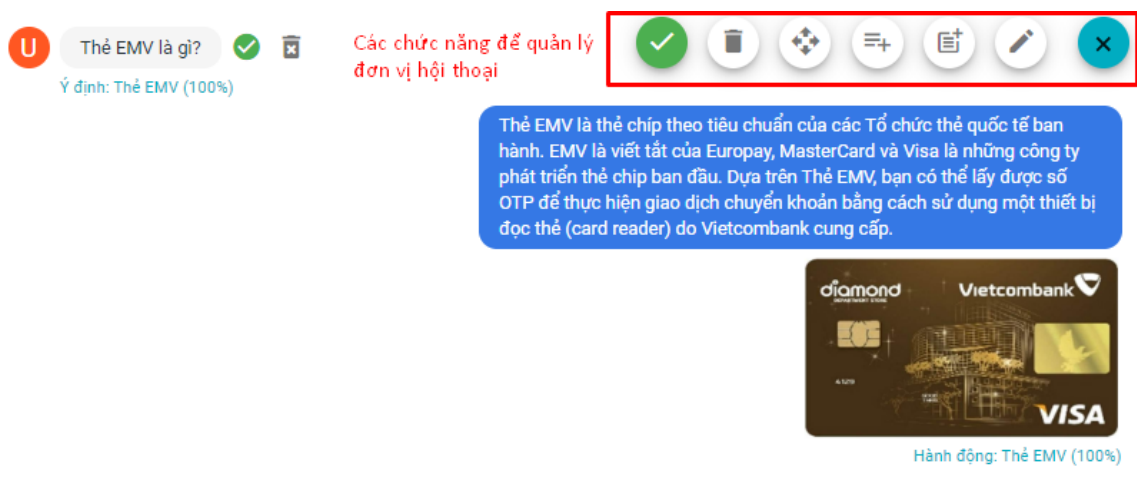 U
Thẻ EMV là gì?
Ý định: Thẻ EMV (100%)
Các chức năng để quản lý
đơn vị hội thoại
Thẻ EMV là thẻ chíp theo tiêu chuẩn của các Tổ chức thẻ quốc tế ban
hành. EMV là viết tắt của Europay, MasterCard và Visa là những công ty
phát triển thẻ chip ban đầu. Dựa trên Thẻ EMV, bạn có thể lấy được số
OTP để thực hiện giao dịch chuyển khoản bằng cách sử dụng một thiết bị
đọc thẻ (card reader) do Vietcombank cung cấp.
diamond
DEPARTMENT STORE
Vietcombank
VISA
Hành động: Thẻ EMV (100%)